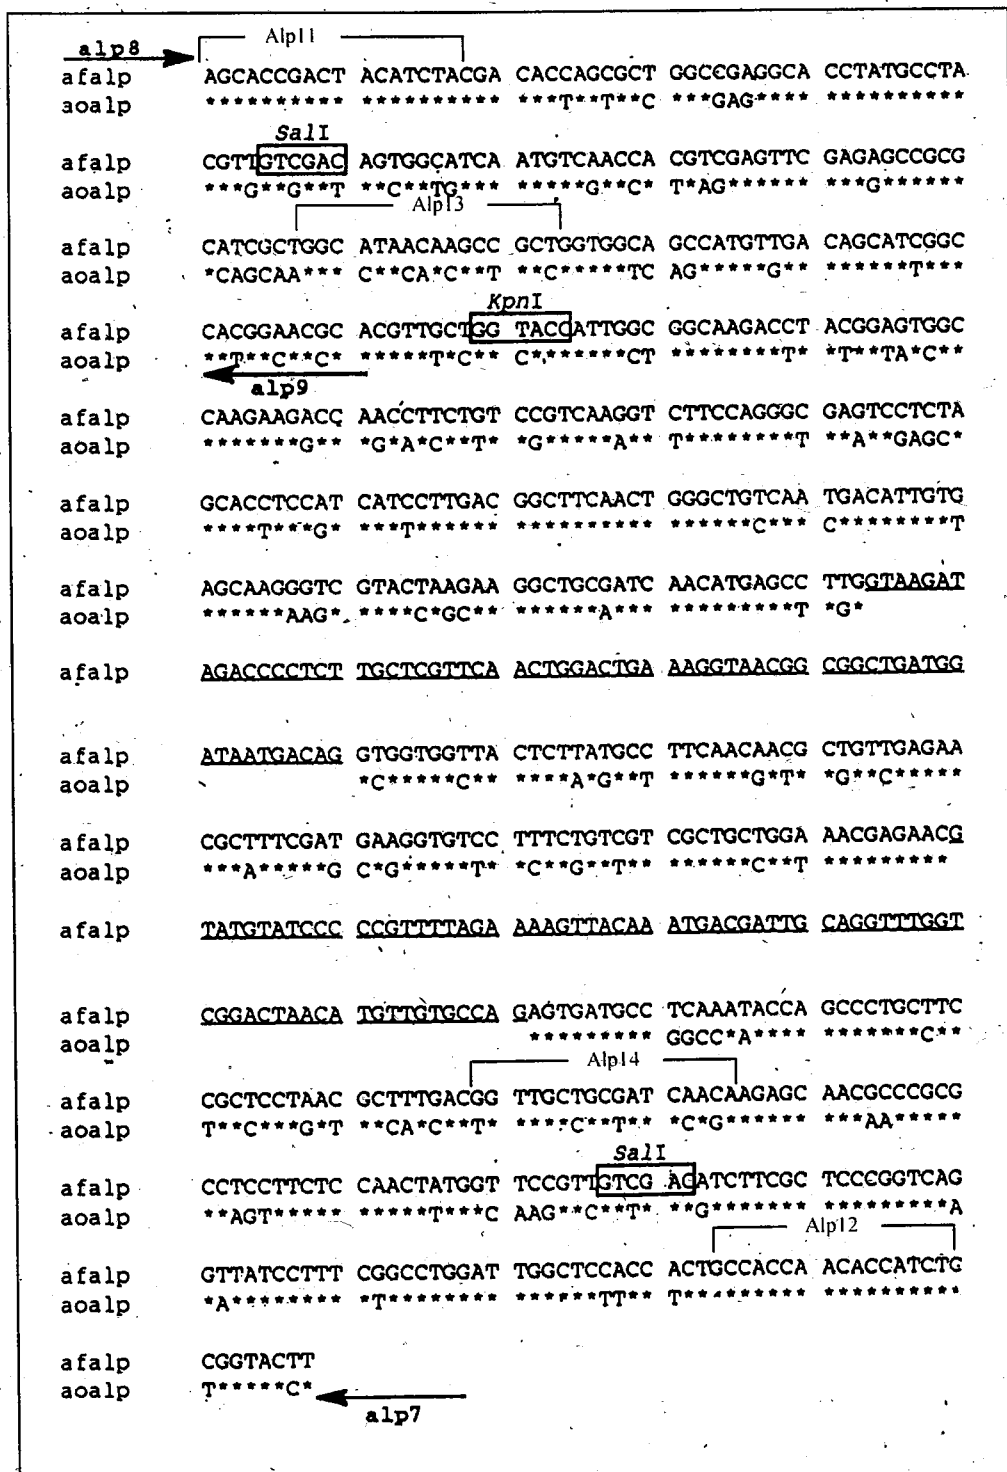 alp8 Alp11
afalp AGCACCGACT ACATCTACGA CACCAGCGCT GGCCGAGGCA CCTATGCCTA
aoalp ********** ********** ***T**T**C ***GAG**** **********
SalI
afalp CGTTGTCGAC AGTGGCATCA ATGTCAACCA CGTCGAGTTC GAGAGCCGCG
aoalp ***G**G**T **C**TG*** *****G**C* T*AG****** ****G*****
Alp13
afalp CATCGCTGGC ATAACAAGCC GCTGGTGGCA GCCATGTTGA CAGCATCGGC
aoalp *CAGCAA*** C**CA*C**T **C*****TC AG*****G** ******T***
KpnI
afalp CACGGAACGC ACGTTGCTGG TACCATTGGC GGCAAGACCT ACGGAGTGGC
aoalp **T**C**C* *****T*C** C*******CT ********T* *T**TA*C**
alp9
afalp CAAGAAGACC AACCTTCTGT CCGTCAAGGT CTTCCAGGGC GAGTCCTCTA
aoalp *******G** *G*A*C**T* *G*****A** T********T **A**GAGC*
afalp GCACCTCCAT CATCCTTGAC GGCTTCAACT GGGCTGTCAA TGACATTGTG
aoalp ****T***G* ***T****** ********** ******C*** C********T
afalp AGCAAGGGTC GTACTAAGAA GGCTGCGATC AACATGAGCC TTGGTAAGAT
aoalp ******AAG* ****C*GC** ******A*** *********T *G*
afalp AGACCCCTCT TGCTCGTTCA ACTGGACTGA AAGGTAACGG CGGCTGATGG
afalp ATAATGACAG GTGGTGGTTA CTCTTATGCC TTCAACAACG CTGTTGAGAA
aoalp *C*****C** ****A*G**T ******G*T* *G**C*****
afalp CGCTTTCGAT GAAGGTGTCC TTTCTGTCGT CGCTGCTGGA AACGAGAACG
aoalp ***A*****G C*G*****T* *C**G**T** ******C**T *********
afalp TATGTATCCC CCGTTTTAGA AAAGTTACAA ATGACGATTG CAGGTTTGGT
afalp CGGACTAACA TGTTGTGCCA GAGTGATGCC TCAAATACCA GCCCTGCTTC
aoalp ********* GGCC*A**** *******C**
Alp14
afalp CGCTCCTAAC GCTTTGACGG TTGCTGCGAT CAACAAGAGC AACGCCCGCG
aoalp T**C***G*T **CA*C**T* ****C**T** *C*G****** ***AA*****
SalI
afalp CCTCCTTCTC CAACTATGGT TCCGTTGTCG ACATCTTCGC TCCCGGTCAG
aoalp **AGT***** *****T***C AAG**C**T* **G******* *********A
Alp12
afalp GTTATCCTTT CGGCCTGGAT TGGCTCCACC ACTGCCACCA ACACCATCTG
aoalp *A******** *T******** ******TT** T********* **********
afalp CGGTACTT
aoalp T*****C*
alp7